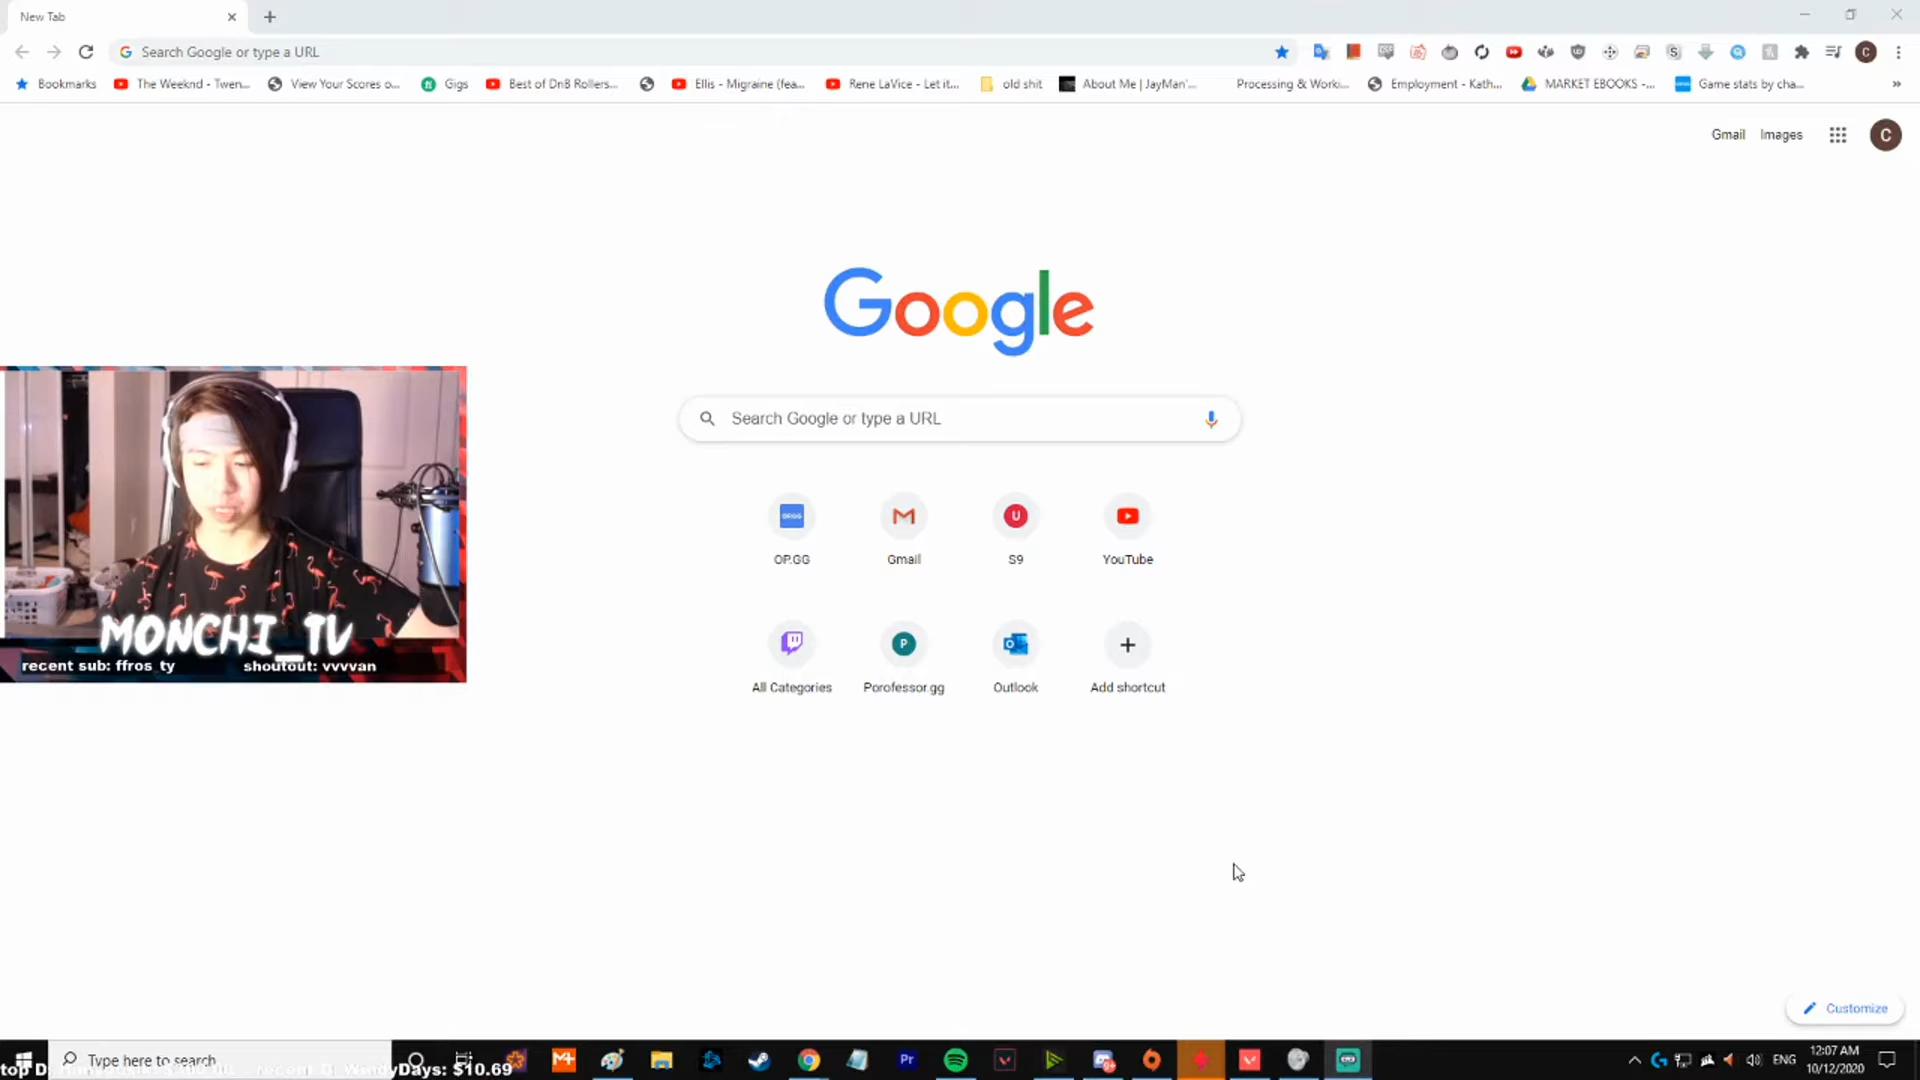 New Tab
Search Google or type a URL
Bookmarks
The Weeknd - Twen...
View Your Scores o...
Gigs
Best of DnB Rollers...
Ellis - Migraine (fea...
Rene LaVice - Let it...
old shit
About Me | JayMan'...
Processing & Worki...
Employment - Kath...
MARKET EBOOKS -...
Game stats by cha...
Gmail
Images
C
Google
Search Google or type a URL
OP.GG
Gmail
S9
YouTube
All Categories
Porofessor.gg
Outlook
Add shortcut
MONCHI_TV
recent sub: ffros_ty
shoutout: vvvvan
Customize
Type here to search
top D:
recent D: WindyDays: $10.69
ENG
12:07 AM
10/12/2020